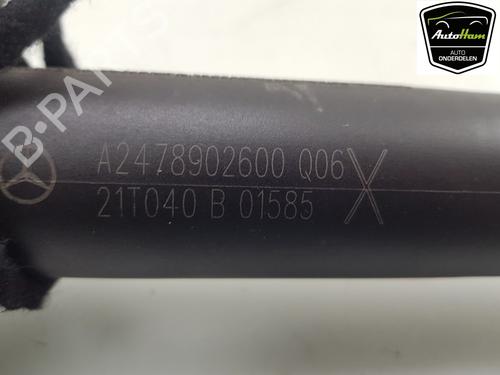 AutoHam
AUTO
ONDERDELEN
B-PARTS
A2478902600 Q06
21T040 B 01585 X